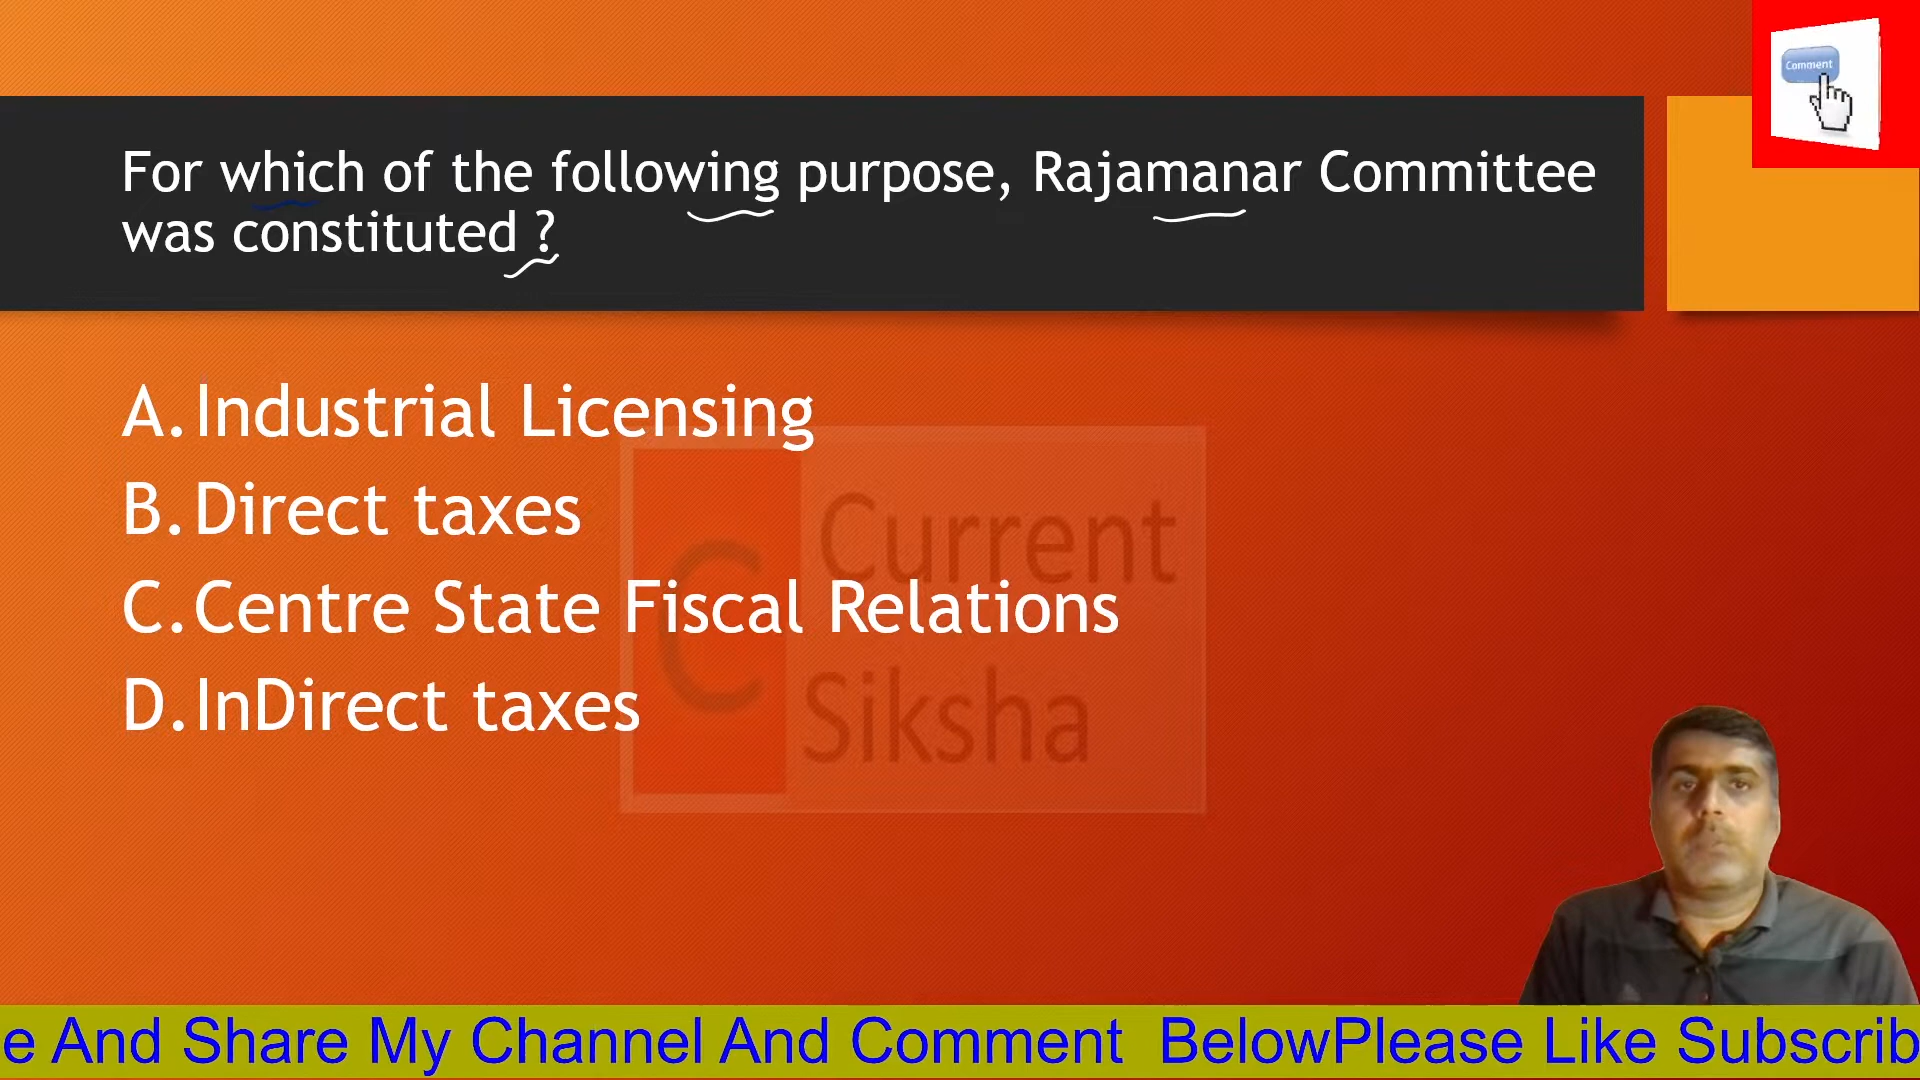 Comment
For which of the following purpose, Rajamanar Committee
was constituted ?
A. Industrial Licensing
B. Direct taxes
C. Centre State Fiscal Relations
D. InDirect taxes
C
Current
Siksha
e And Share My Channel And Comment BelowPlease Like Subscrib